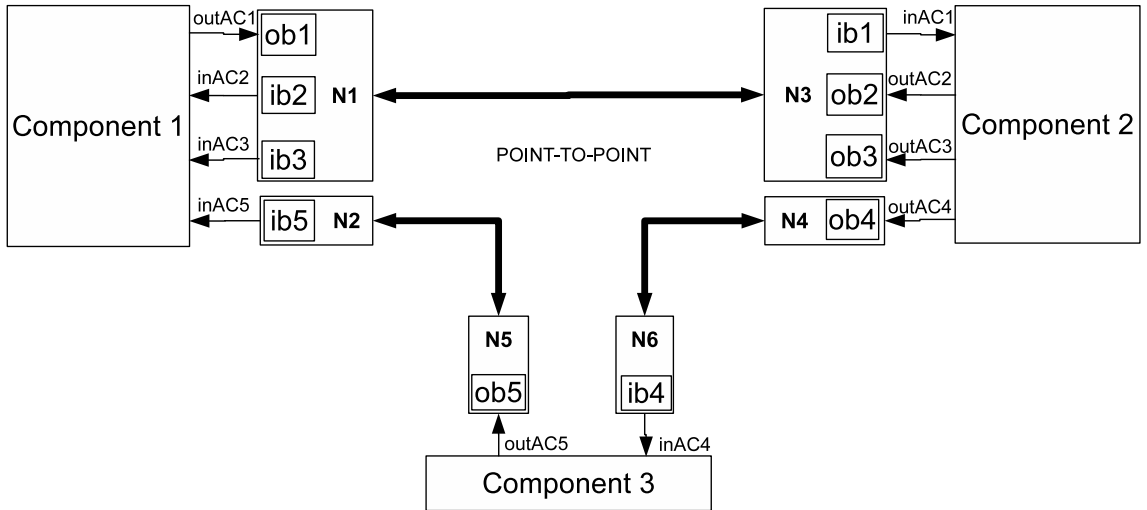 outAC1
ob1
ib1
inAC1
inAC2
ib2
N1
N3
ob2
outAC2
Component 1
Component 2
inAC3
ib3
POINT-TO-POINT
ob3
outAC3
inAC5
ib5
N2
N4
ob4
outAC4
N5
N6
ob5
ib4
outAC5
inAC4
Component 3